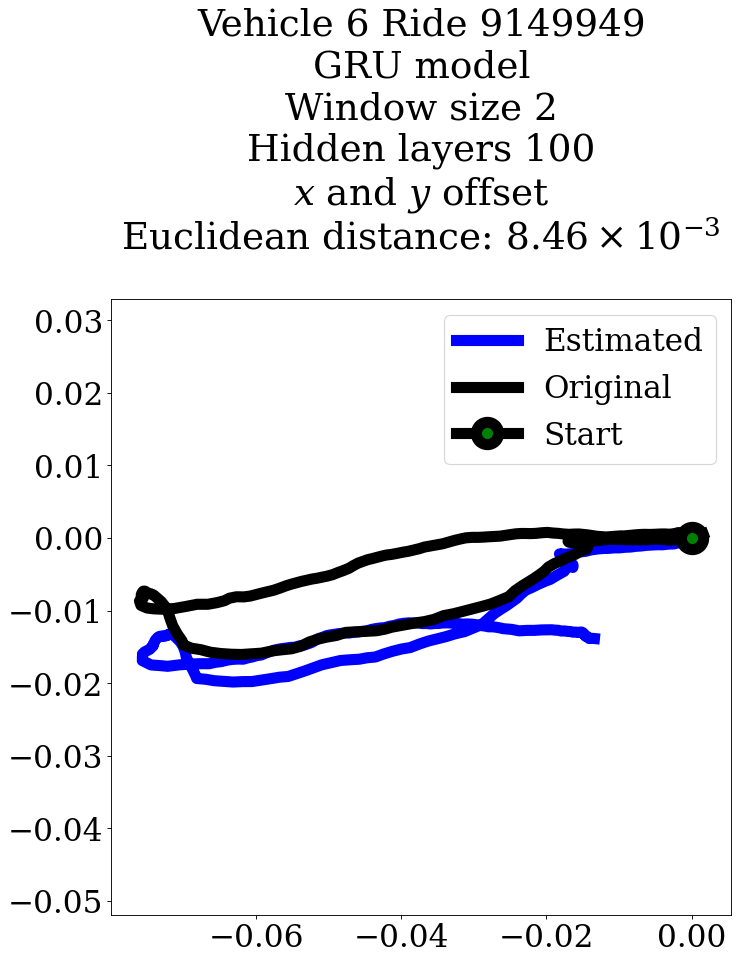 Vehicle 6 Ride 9149949
GRU model
Window size 2
Hidden layers 100
x and y offset
Euclidean distance: 8.46 × 10⁻³
Estimated
Original
Start
0.03
0.02
0.01
0.00
−0.01
−0.02
−0.03
−0.04
−0.05
−0.06 −0.04 −0.02 0.00